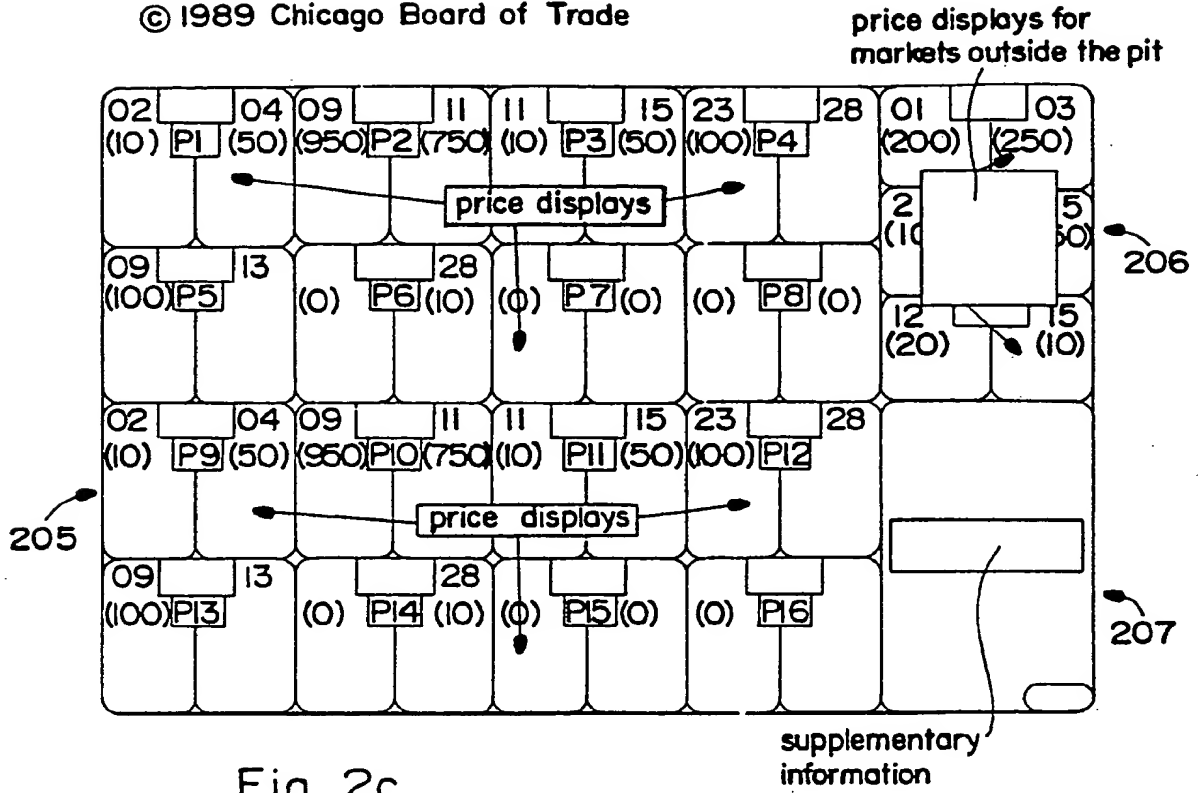 © 1989 Chicago Board of Trade
price displays for
markets outside the pit
02 04 09 11 11 15 23 28 01 03
(10) P1 (50) (950) P2 (750) (10) P3 (50) (100) P4 (200) (250)
price displays
2 5
(10 50)
206
09 13 28
(100) P5 (0) P6 (10) (0) P7 (0) (0) P8 (0)
12 15
(20) (10)
02 04 09 11 11 15 23 28
(10) P9 (50) (960) P10 (750) (10) P11 (50) (100) P12
205
price displays
09 13 28
(100) P13 (0) P14 (10) (0) P15 (0) (0) P16
207
supplementary
information
Fig. 2c